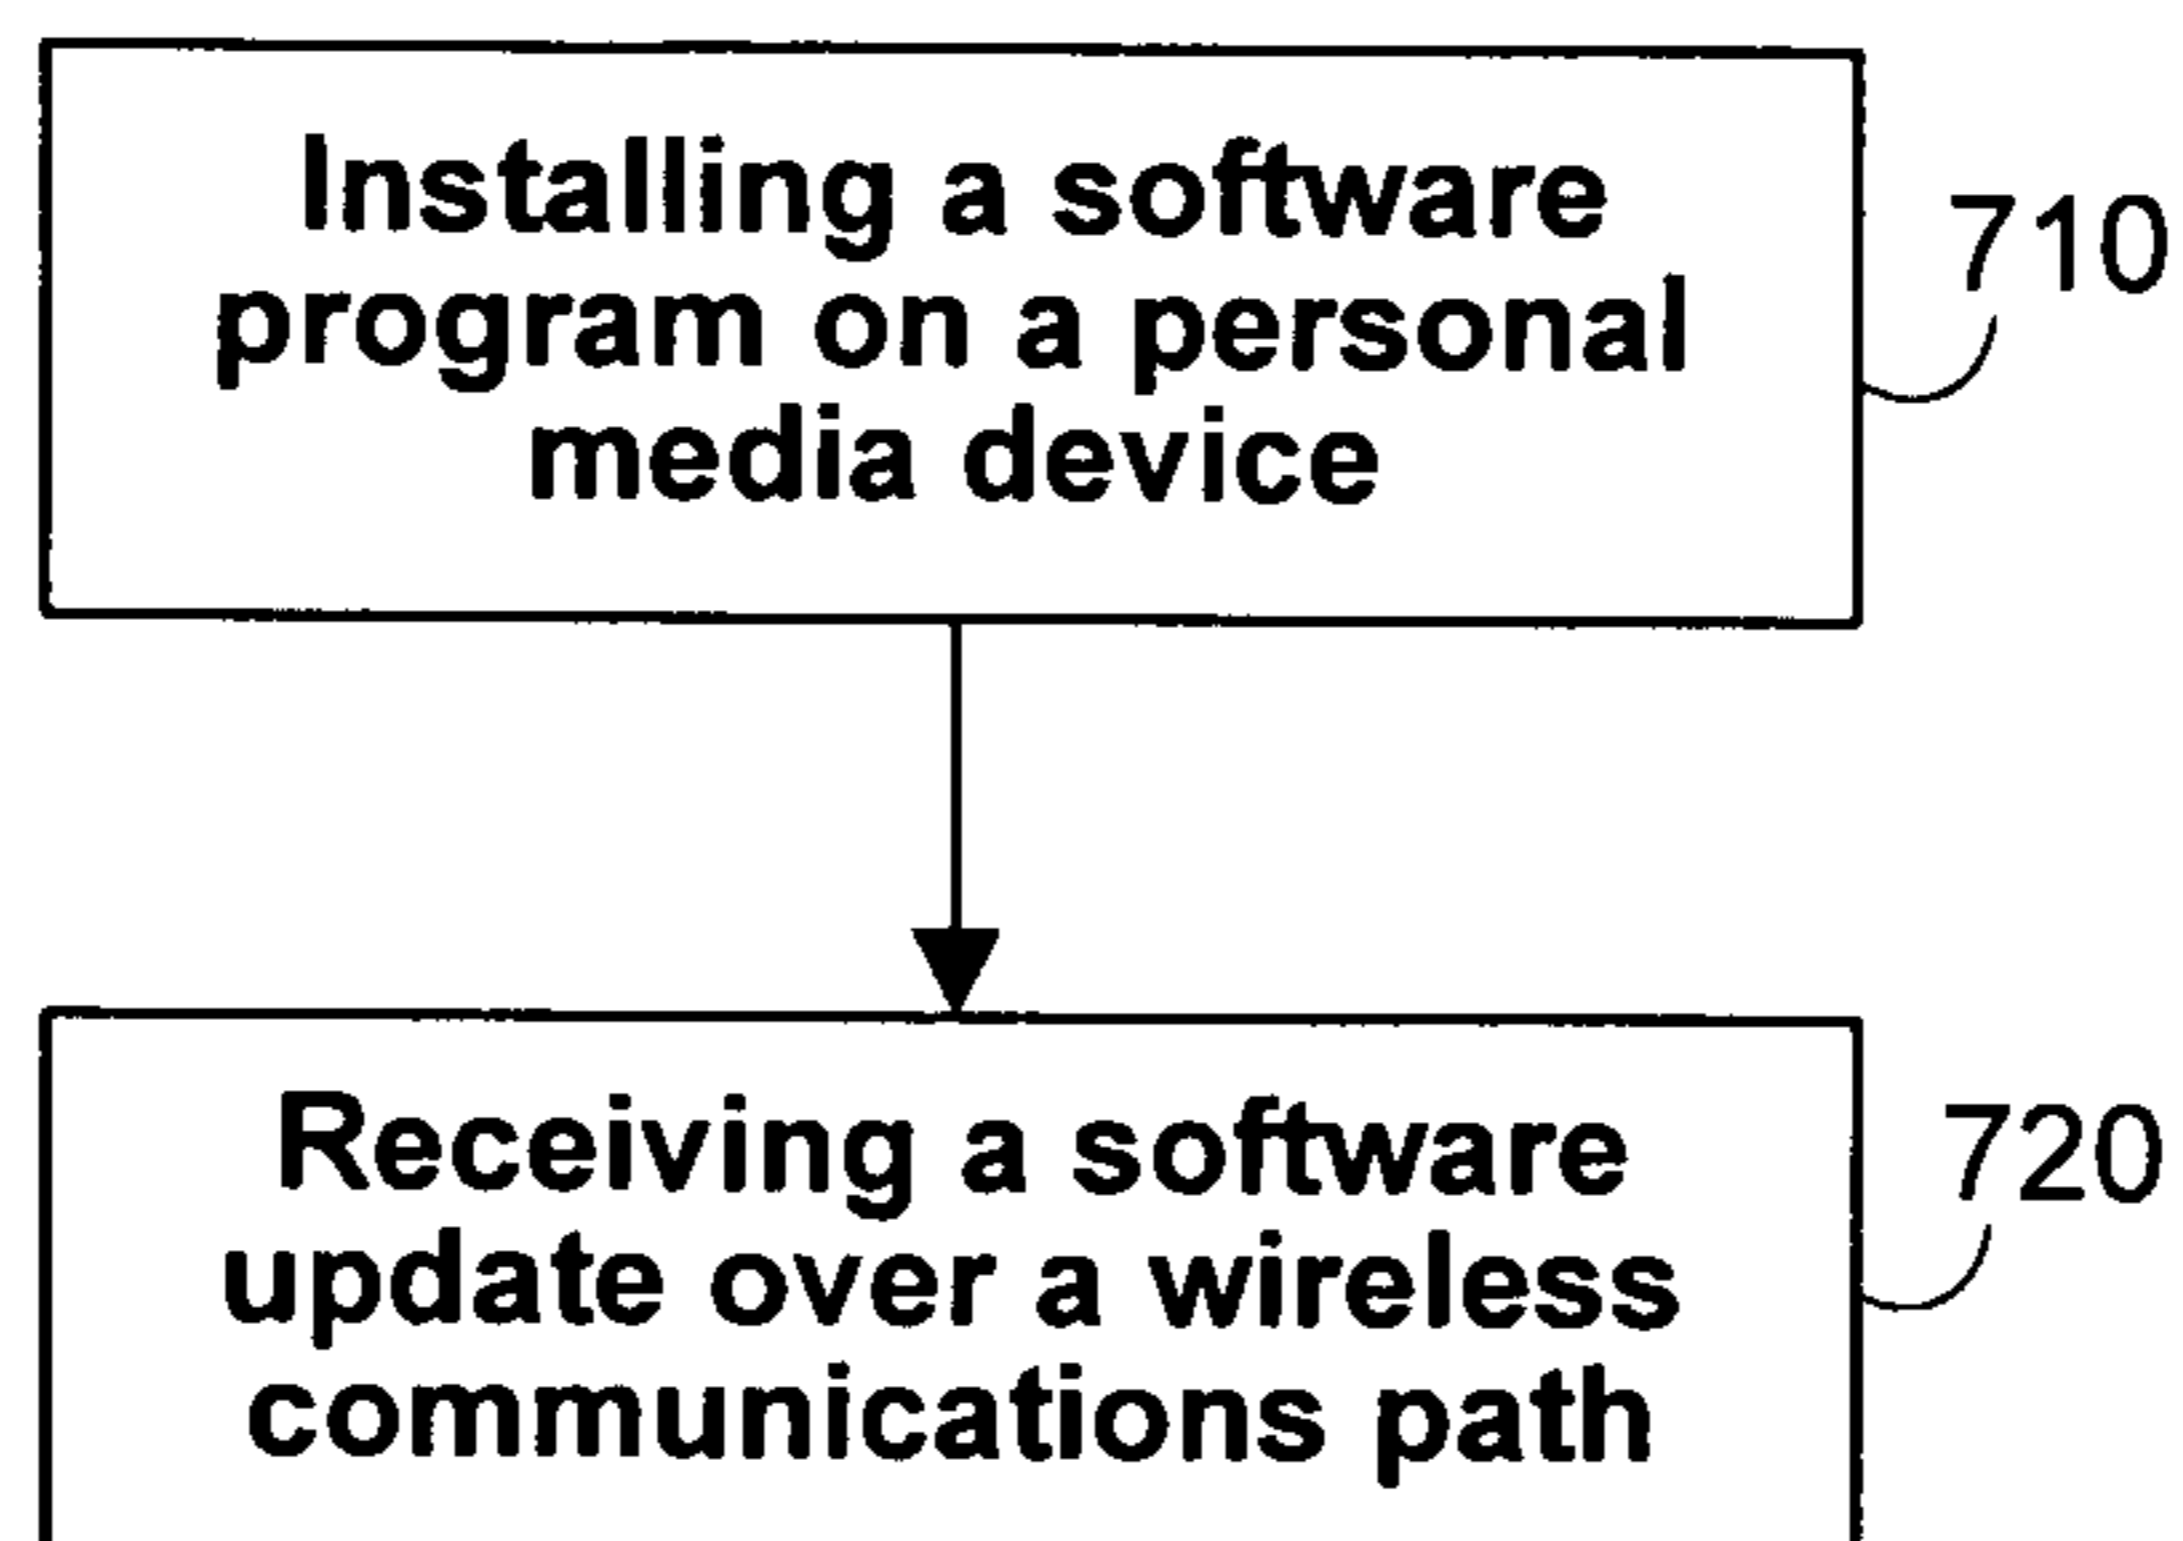 Installing a software
program on a personal
media device
710
Receiving a software
update over a wireless
communications path
720